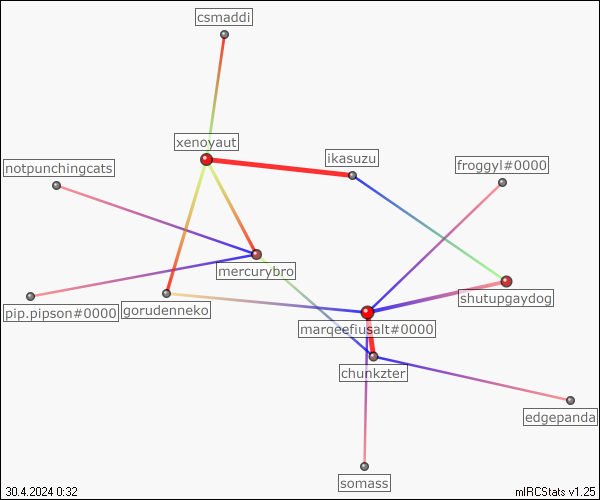 csmaddi
xenoyaut
ikasuzu
froggyl#0000
notpunchingcats
mercurybro
shutupgaydog
pip.pipson#0000
gorudenneko
marqeefiusalt#0000
chunkzter
edgepanda
somass
30.4.2024 0:32
mIRCStats v1.25